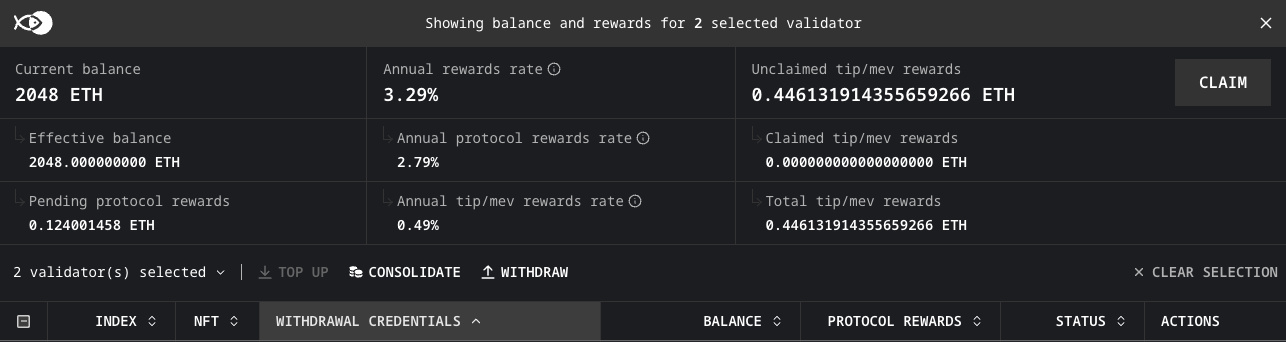 Showing balance and rewards for 2 selected validator
Current balance
2048 ETH
Annual rewards rate
3.29%
Unclaimed tip/mev rewards
0.446131914355659266 ETH
CLAIM
Effective balance
2048.000000000 ETH
Annual protocol rewards rate
2.79%
Claimed tip/mev rewards
0.000000000000000000 ETH
Pending protocol rewards
0.124001458 ETH
Annual tip/mev rewards rate
0.49%
Total tip/mev rewards
0.446131914355659266 ETH
2 validator(s) selected
TOP UP
CONSOLIDATE
WITHDRAW
CLEAR SELECTION
INDEX
NFT
WITHDRAWAL CREDENTIALS
BALANCE
PROTOCOL REWARDS
STATUS
ACTIONS